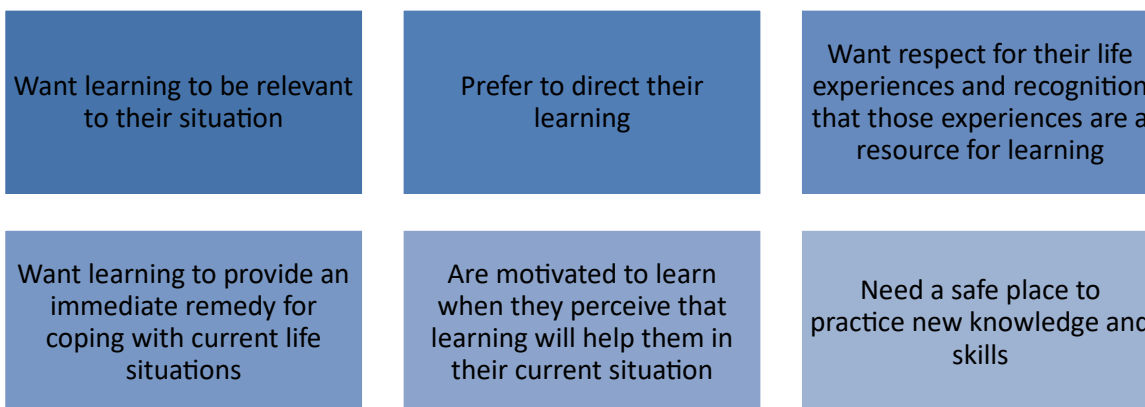 Want learning to be relevant
to their situation
Prefer to direct their
learning
Want respect for their life
experiences and recognition
that those experiences are a
resource for learning
Want learning to provide an
immediate remedy for
coping with current life
situations
Are motivated to learn
when they perceive that
learning will help them in
their current situation
Need a safe place to
practice new knowledge and
skills